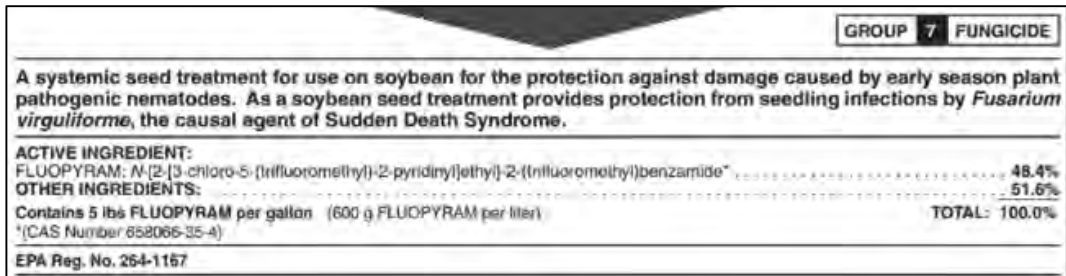 GROUP 7 FUNGICIDE
A systemic seed treatment for use on soybean for the protection against damage caused by early season plant
pathogenic nematodes. As a soybean seed treatment provides protection from seedling infections by Fusarium
virguliforme, the causal agent of Sudden Death Syndrome.
ACTIVE INGREDIENT:
FLUOPYRAM: N-[2-[3-chloro-5-(trifluoromethyl)-2-pyridinyl]ethyl]-2-(trifluoromethyl)benzamide* . . . . . . . . . . . . . . . . . . . . . . . . . 48.4%
OTHER INGREDIENTS: . . . . . . . . . . . . . . . . . . . . . . . . . . . . . . . . . . . . . . . . . . . . . . . . . . . . . . 51.6%
Contains 5 lbs FLUOPYRAM per gallon (600 g FLUOPYRAM per liter) TOTAL: 100.0%
*(CAS Number 658066-35-4)
EPA Reg. No. 264-1167